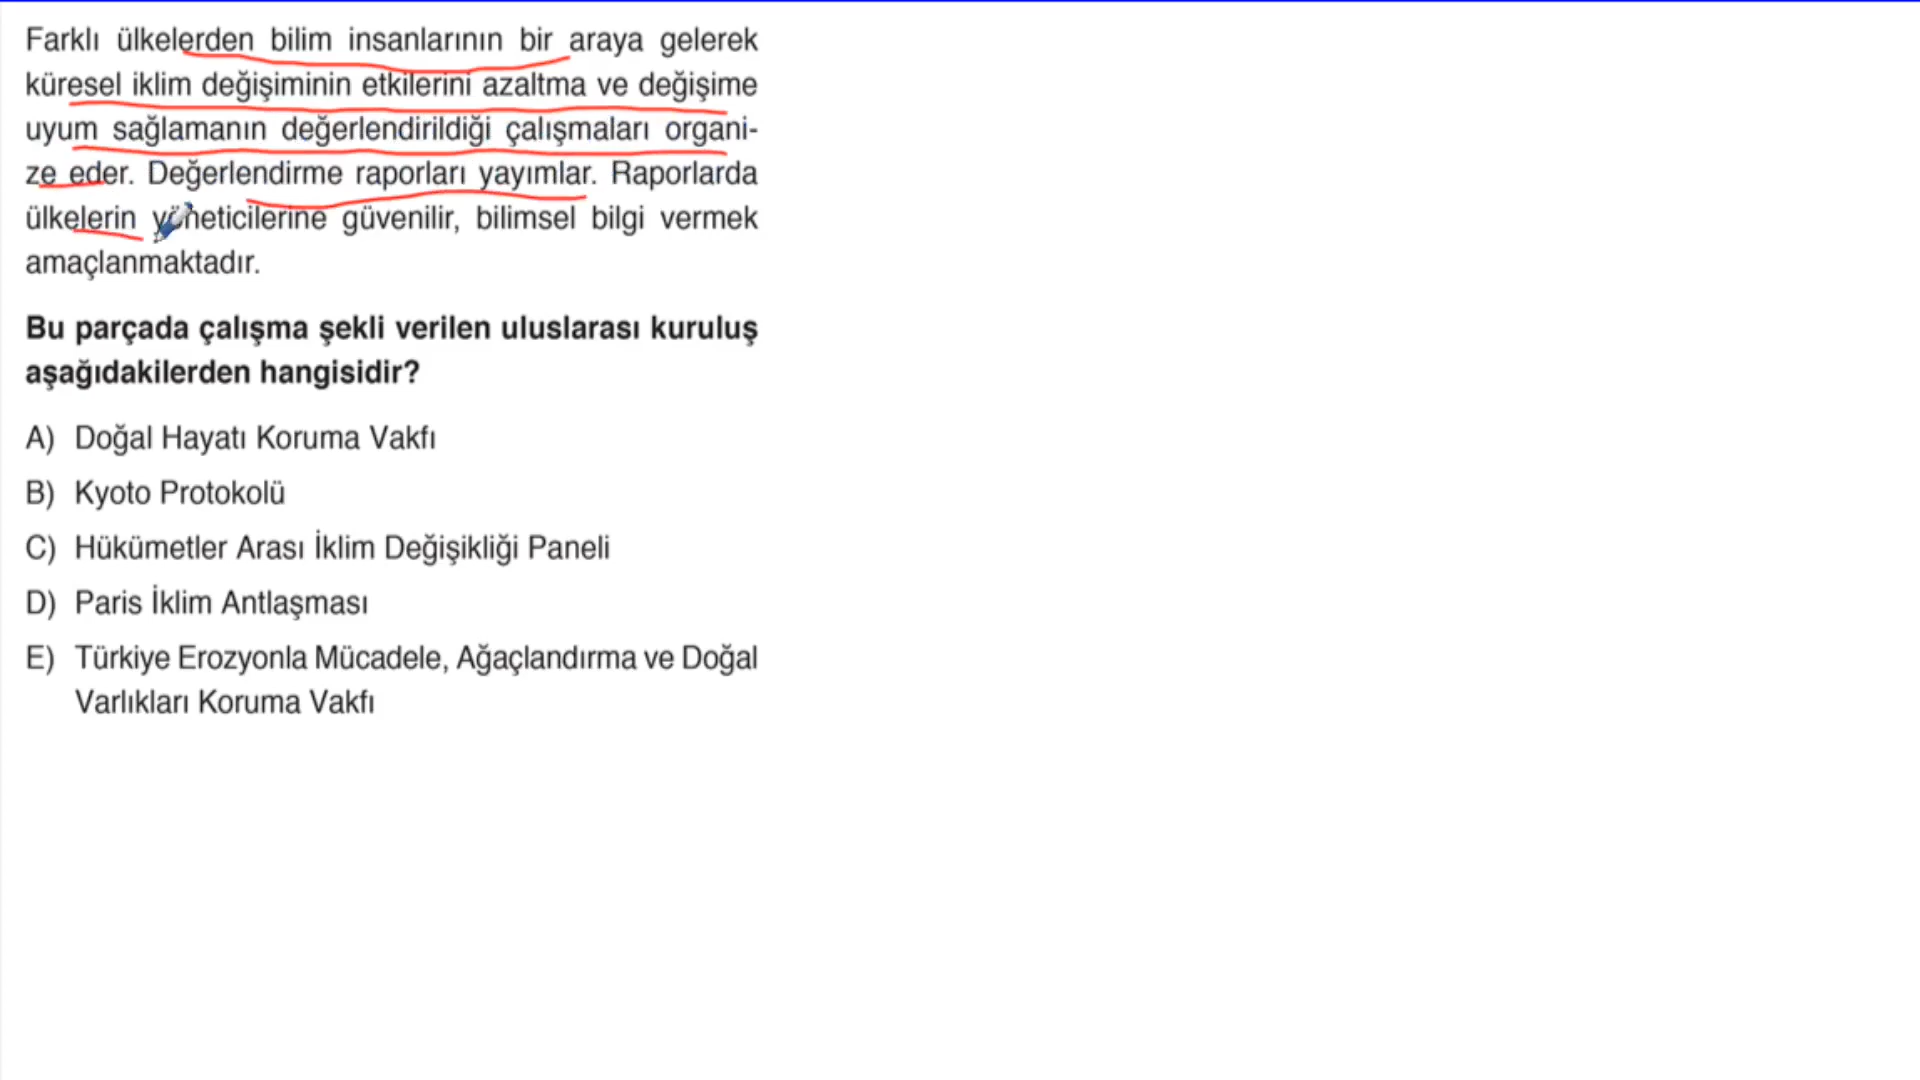 Farklı ülkelerden bilim insanlarının bir araya gelerek
küresel iklim değişiminin etkilerini azaltma ve değişime
uyum sağlamanın değerlendirildiği çalışmaları organi-
ze eder. Değerlendirme raporları yayımlar. Raporlarda
ülkelerin yöneticilerine güvenilir, bilimsel bilgi vermek
amaçlanmaktadır.
Bu parçada çalışma şekli verilen uluslarası kuruluş
aşağıdakilerden hangisidir?
A) Doğal Hayatı Koruma Vakfı
B) Kyoto Protokolü
C) Hükümetler Arası İklim Değişikliği Paneli
D) Paris İklim Antlaşması
E) Türkiye Erozyonla Mücadele, Ağaçlandırma ve Doğal
Varlıkları Koruma Vakfı